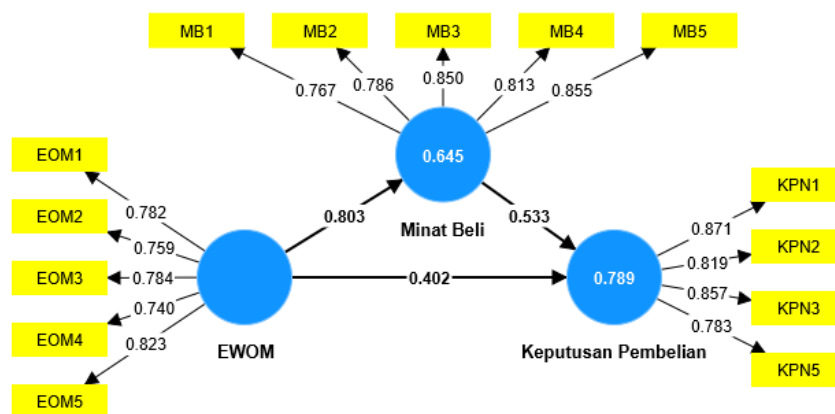 MB1
MB2
MB3
MB4
MB5
0.767
0.786
0.850
0.813
0.855
0.645
Minat Beli
EOM1
EOM2
EOM3
EOM4
EOM5
0.782
0.759
0.784
0.740
0.823
EWOM
0.803
0.533
0.402
0.789
Keputusan Pembelian
0.871
0.819
0.857
0.783
KPN1
KPN2
KPN3
KPN5